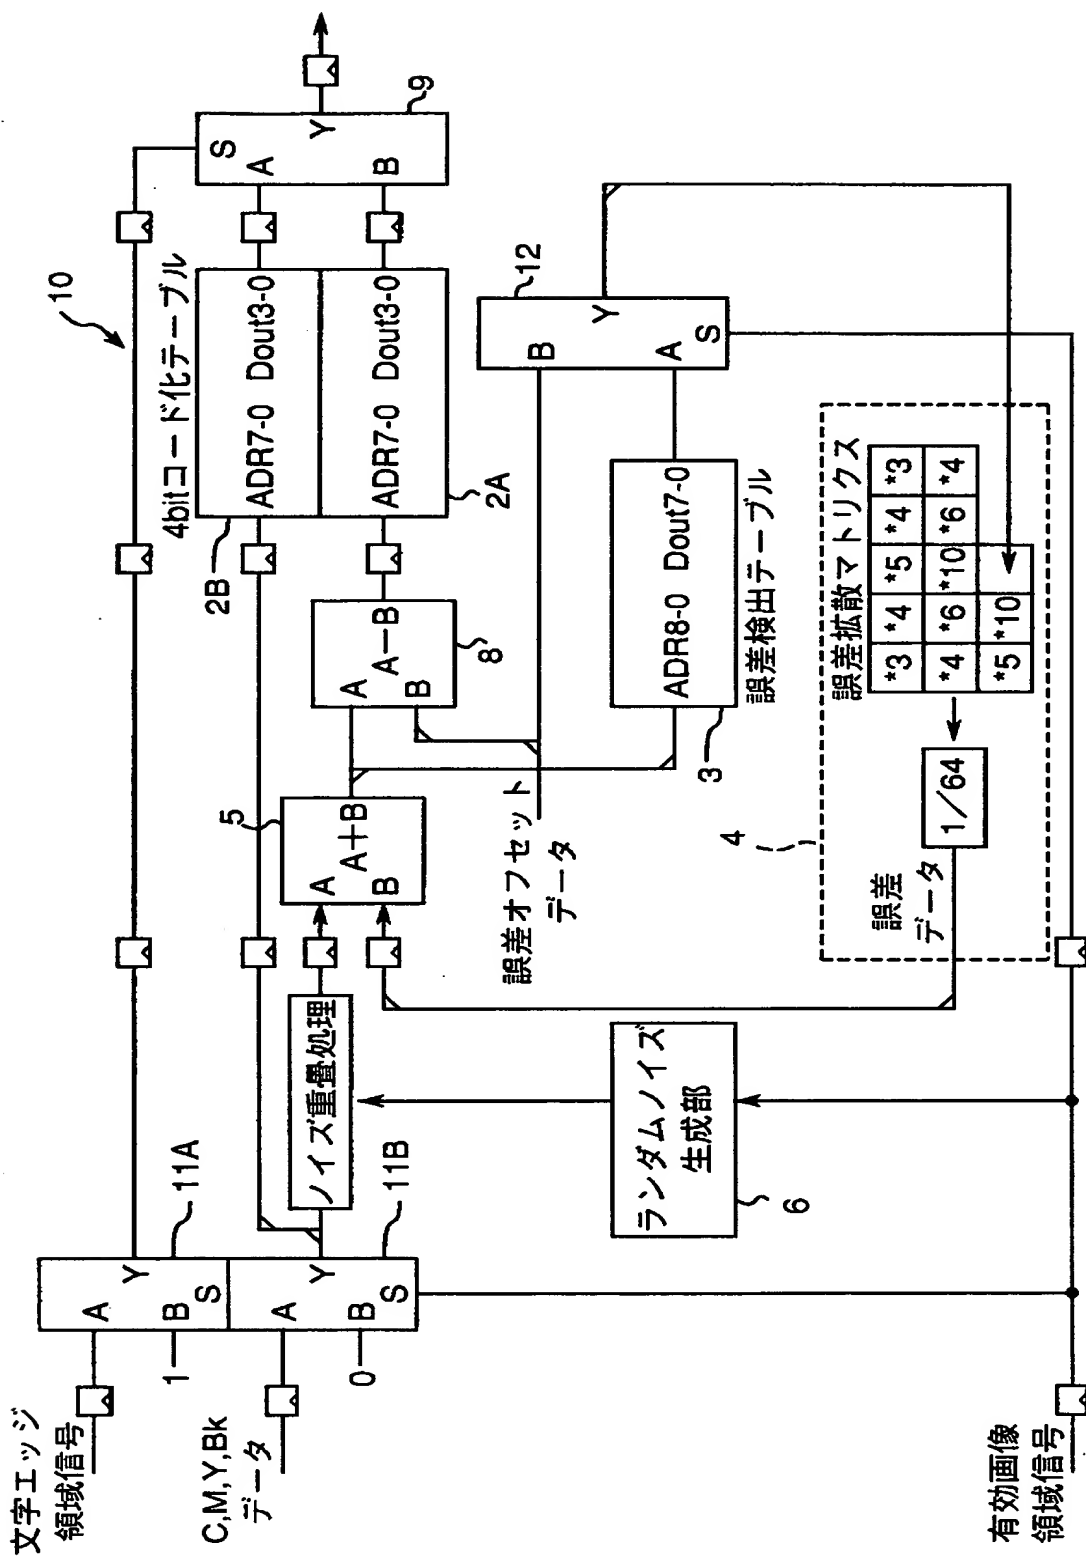 文字エッジ
領域信号
C,M,Y,Bk
データ
有効画像
領域信号
1
0
A
B
Y
S
11A
A
B
Y
S
11B
10
ノイズ重畳処理
ランダムノイズ
生成部
6
5
A
B
A+B
誤差オフセット
データ
8
A
B
A−B
4bitコード化テーブル
2B
ADR7-0 Dout3-0
ADR7-0 Dout3-0
2A
S
A
B
Y
9
12
B
A
Y
S
3
ADR8-0 Dout7-0
誤差検出テーブル
4
誤差
データ
1/64
誤差拡散マトリクス
*3 *4 *5 *4 *3
*4 *6 *10 *6 *4
*5 *10